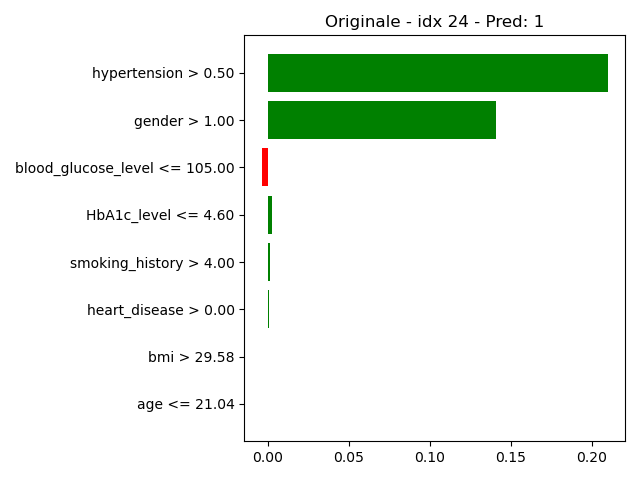 Originale - idx 24 - Pred: 1
hypertension > 0.50
gender > 1.00
blood_glucose_level <= 105.00
HbA1c_level <= 4.60
smoking_history > 4.00
heart_disease > 0.00
bmi > 29.58
age <= 21.04
0.00 0.05 0.10 0.15 0.20